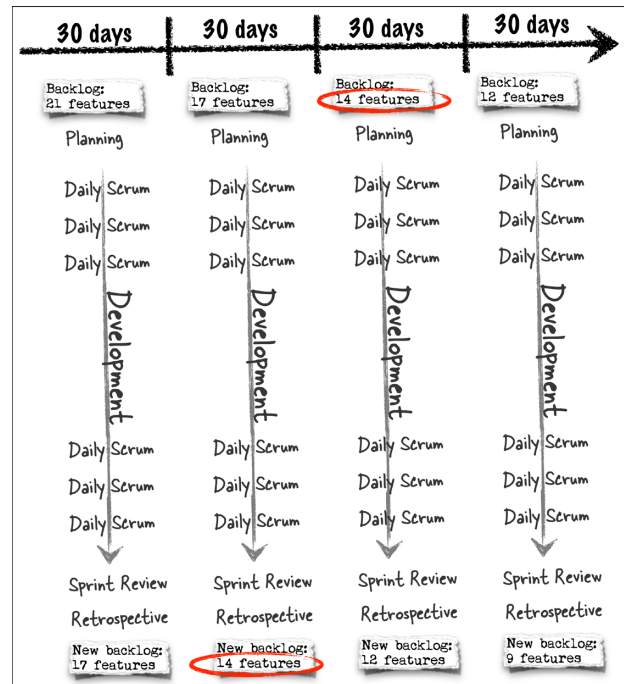 30 days
30 days
30 days
30 days
Backlog:
21 features
Backlog:
17 features
Backlog:
14 features
Backlog:
12 features
Planning
Planning
Planning
Planning
Daily Scrum
Daily Scrum
Daily Scrum
Daily Scrum
Daily Scrum
Daily Scrum
Daily Scrum
Daily Scrum
Daily Scrum
Daily Scrum
Daily Scrum
Daily Scrum
Development
Development
Development
Development
Daily Scrum
Daily Scrum
Daily Scrum
Daily Scrum
Daily Scrum
Daily Scrum
Daily Scrum
Daily Scrum
Daily Scrum
Daily Scrum
Daily Scrum
Daily Scrum
Sprint Review
Sprint Review
Sprint Review
Sprint Review
Retrospective
Retrospective
Retrospective
Retrospective
New backlog:
17 features
New backlog:
14 features
New backlog:
12 features
New backlog:
9 features